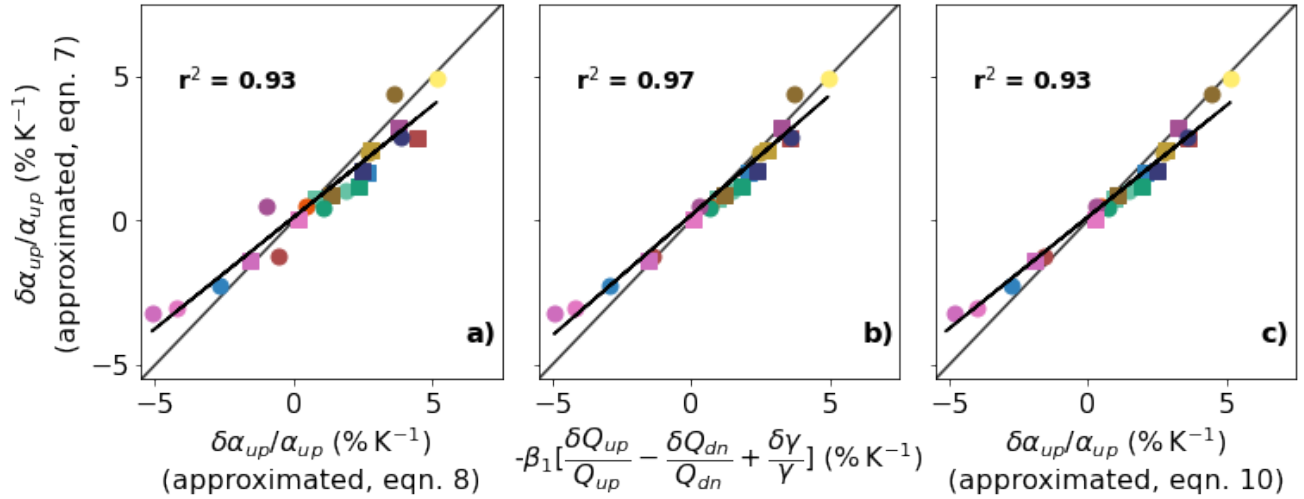 δα_up/α_up (% K⁻¹)
(approximated, eqn. 7)
5
0
−5
r² = 0.93
a)
−5 0 5
δα_up/α_up (% K⁻¹)
(approximated, eqn. 8)
r² = 0.97
b)
−5 0 5
-β₁[δQ_up/Q_up − δQ_dn/Q_dn + δγ/γ] (% K⁻¹)
r² = 0.93
c)
−5 0 5
δα_up/α_up (% K⁻¹)
(approximated, eqn. 10)